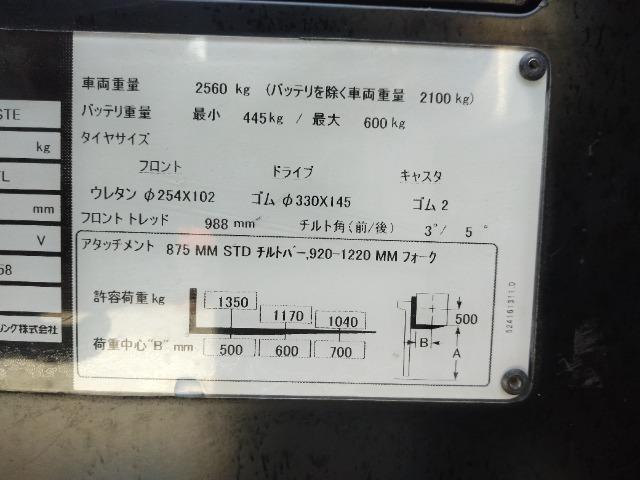 車両重量 2560 kg (バッテリを除く車両重量 2100 kg)
バッテリ重量 最小 445kg / 最大 600kg
タイヤサイズ
フロント ドライブ キャスタ
ウレタン φ254X102 ゴム φ330X145 ゴム 2
フロント トレッド 988 mm チルト角(前/後) 3°/ 5°
アタッチメント 875 MM STD チルトバー,920-1220 MM フォーク
許容荷重 kg 1350 1170 1040
荷重中心"B" mm 500 600 700
500
B
A
524161311.D
STE
kg
L
mm
V
58
リング株式会社